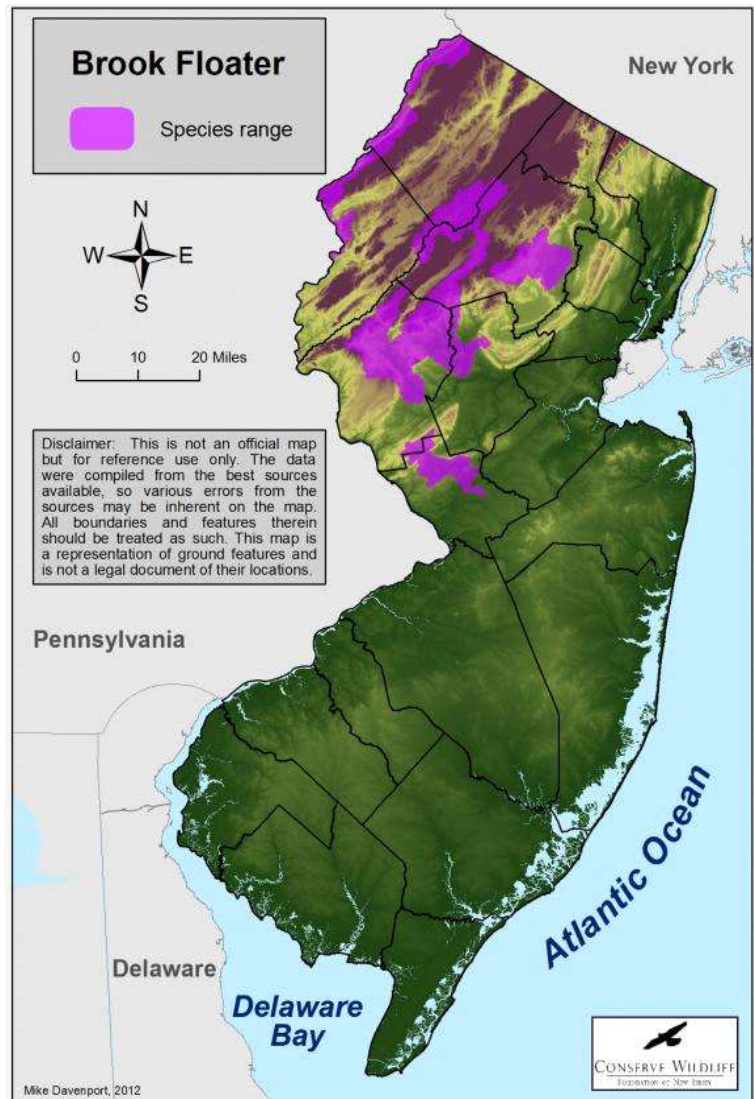 Brook Floater
Species range
New York
N
W E
S
0 10 20 Miles
Disclaimer: This is not an official map
but for reference use only. The data
were compiled from the best sources
available, so various errors from the
sources may be inherent on the map.
All boundaries and features therein
should be treated as such. This map is
a representation of ground features and
is not a legal document of their locations.
Pennsylvania
Atlantic Ocean
Delaware
Delaware
Bay
CONSERVE WILDLIFE
FOUNDATION OF NEW JERSEY
Mike Davenport, 2012